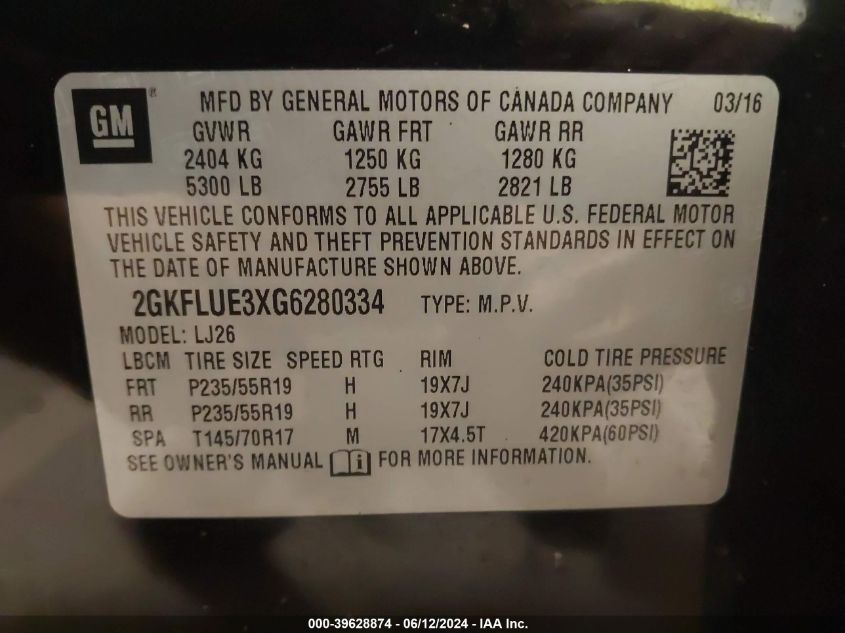 GM®
MFD BY GENERAL MOTORS OF CANADA COMPANY 03/16
GVWR GAWR FRT GAWR RR
2404 KG 1250 KG 1280 KG
5300 LB 2755 LB 2821 LB
THIS VEHICLE CONFORMS TO ALL APPLICABLE U.S. FEDERAL MOTOR
VEHICLE SAFETY AND THEFT PREVENTION STANDARDS IN EFFECT ON
THE DATE OF MANUFACTURE SHOWN ABOVE.
2GKFLUE3XG6280334 TYPE: M.P.V.
MODEL: LJ26
LBCM TIRE SIZE SPEED RTG RIM COLD TIRE PRESSURE
FRT P235/55R19 H 19X7J 240KPA(35PSI)
RR P235/55R19 H 19X7J 240KPA(35PSI)
SPA T145/70R17 M 17X4.5T 420KPA(60PSI)
SEE OWNER'S MANUAL i FOR MORE INFORMATION.
000-39628874 - 06/12/2024 - IAA Inc.